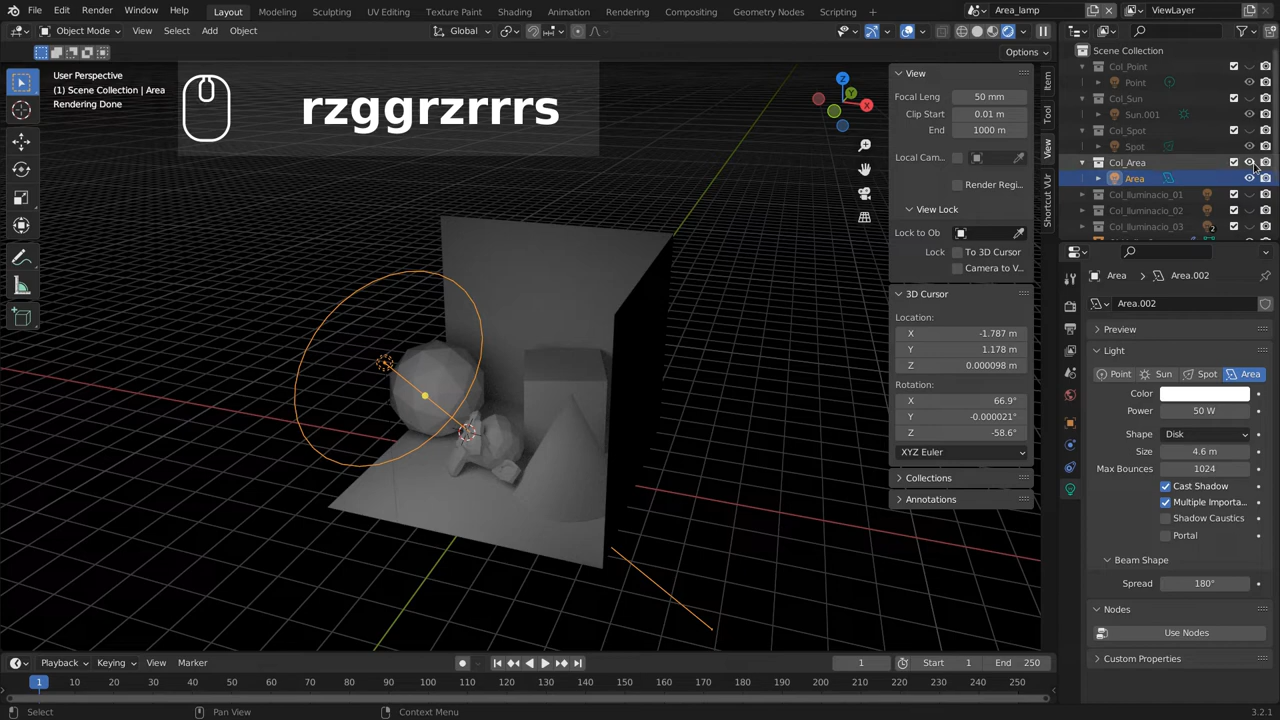 File Edit Render Window Help Layout Modeling Sculpting UV Editing Texture Paint Shading Animation Rendering Compositing Geometry Nodes Scripting + Area_lamp ViewLayer
Object Mode View Select Add Object Global
Options
User Perspective
(1) Scene Collection | Area
Rendering Done
rzggrzrrrs
Z
Y
X
View
Focal Leng 50 mm
Clip Start 0.01 m
End 1000 m
Local Cam...
Render Regi...
View Lock
Lock to Ob
Lock To 3D Cursor
Camera to V...
3D Cursor
Location:
X -1.787 m
Y 1.178 m
Z 0.000098 m
Rotation:
X 66.9°
Y -0.000021°
Z -58.6°
XYZ Euler
Collections
Annotations
Item
Tool
View
Shortcut VUr
Scene Collection
Col_Point
Point
Col_Sun
Sun.001
Col_Spot
Spot
Col_Area
Area
Col_Iluminacio_01
Col_Iluminacio_02
Col_Iluminacio_03 2
Area > Area.002
Area.002
Preview
Light
Point Sun Spot Area
Color
Power 50 W
Shape Disk
Size 4.6 m
Max Bounces 1024
Cast Shadow
Multiple Importa...
Shadow Caustics
Portal
Beam Shape
Spread 180°
Nodes
Use Nodes
Custom Properties
Playback Keying View Marker 1 Start 1 End 250
1 10 20 30 40 50 60 70 80 90 100 110 120 130 140 150 160 170 180 190 200 210 220 230 240 250
Select Pan View Context Menu 3.2.1